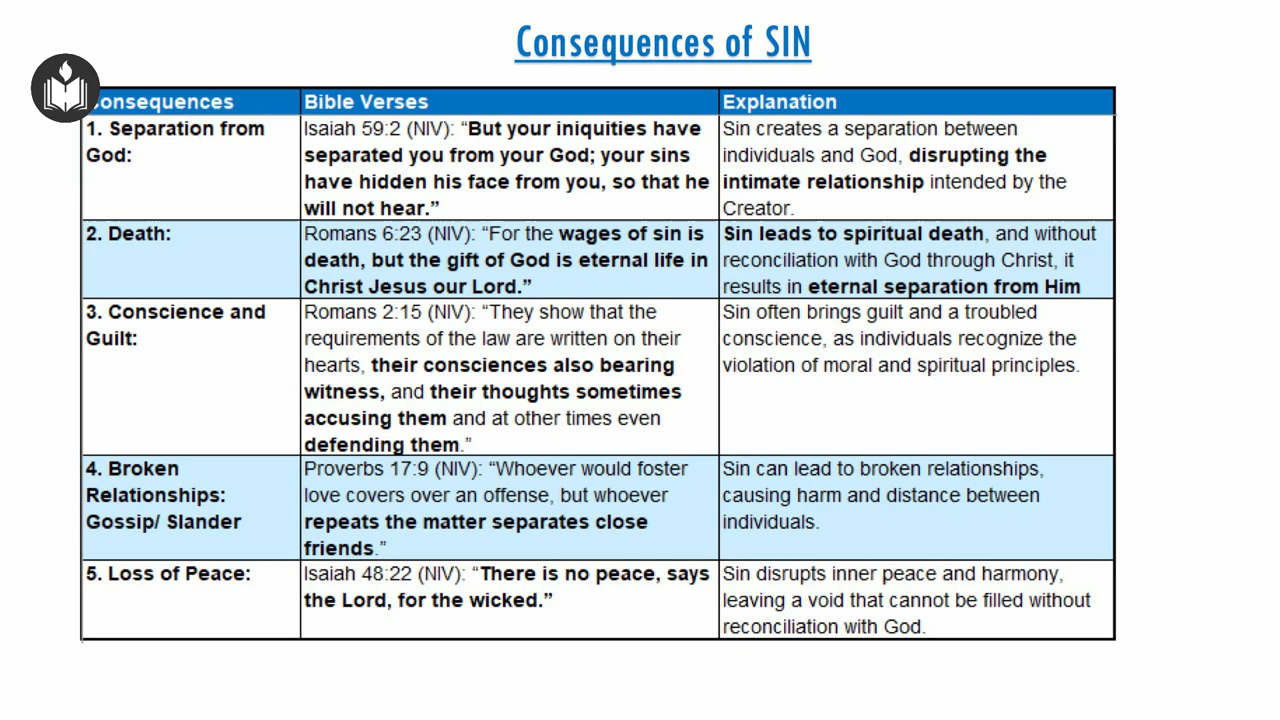 Consequences of SIN
onsequences
Bible Verses
Explanation
1. Separation from
God:
Isaiah 59:2 (NIV): “But your iniquities have
separated you from your God; your sins
have hidden his face from you, so that he
will not hear.”
Sin creates a separation between
individuals and God, disrupting the
intimate relationship intended by the
Creator.
2. Death:
Romans 6:23 (NIV): “For the wages of sin is
death, but the gift of God is eternal life in
Christ Jesus our Lord.”
Sin leads to spiritual death, and without
reconciliation with God through Christ, it
results in eternal separation from Him
3. Conscience and
Guilt:
Romans 2:15 (NIV): “They show that the
requirements of the law are written on their
hearts, their consciences also bearing
witness, and their thoughts sometimes
accusing them and at other times even
defending them.”
Sin often brings guilt and a troubled
conscience, as individuals recognize the
violation of moral and spiritual principles.
4. Broken
Relationships:
Gossip/ Slander
Proverbs 17:9 (NIV): “Whoever would foster
love covers over an offense, but whoever
repeats the matter separates close
friends.”
Sin can lead to broken relationships,
causing harm and distance between
individuals.
5. Loss of Peace:
Isaiah 48:22 (NIV): “There is no peace, says
the Lord, for the wicked.”
Sin disrupts inner peace and harmony,
leaving a void that cannot be filled without
reconciliation with God.